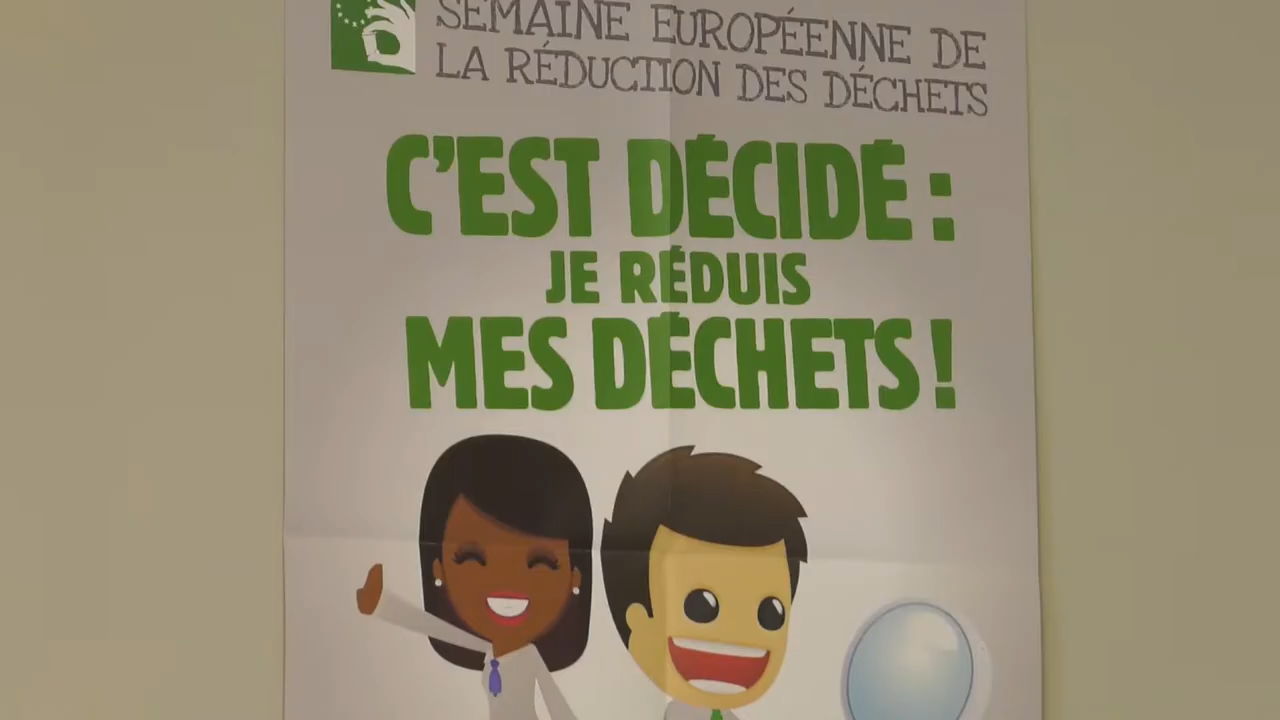 SEMAINE EUROPÉENNE DE
LA RÉDUCTION DES DÉCHETS
C'EST DÉCIDÉ :
JE RÉDUIS
MES DÉCHETS !